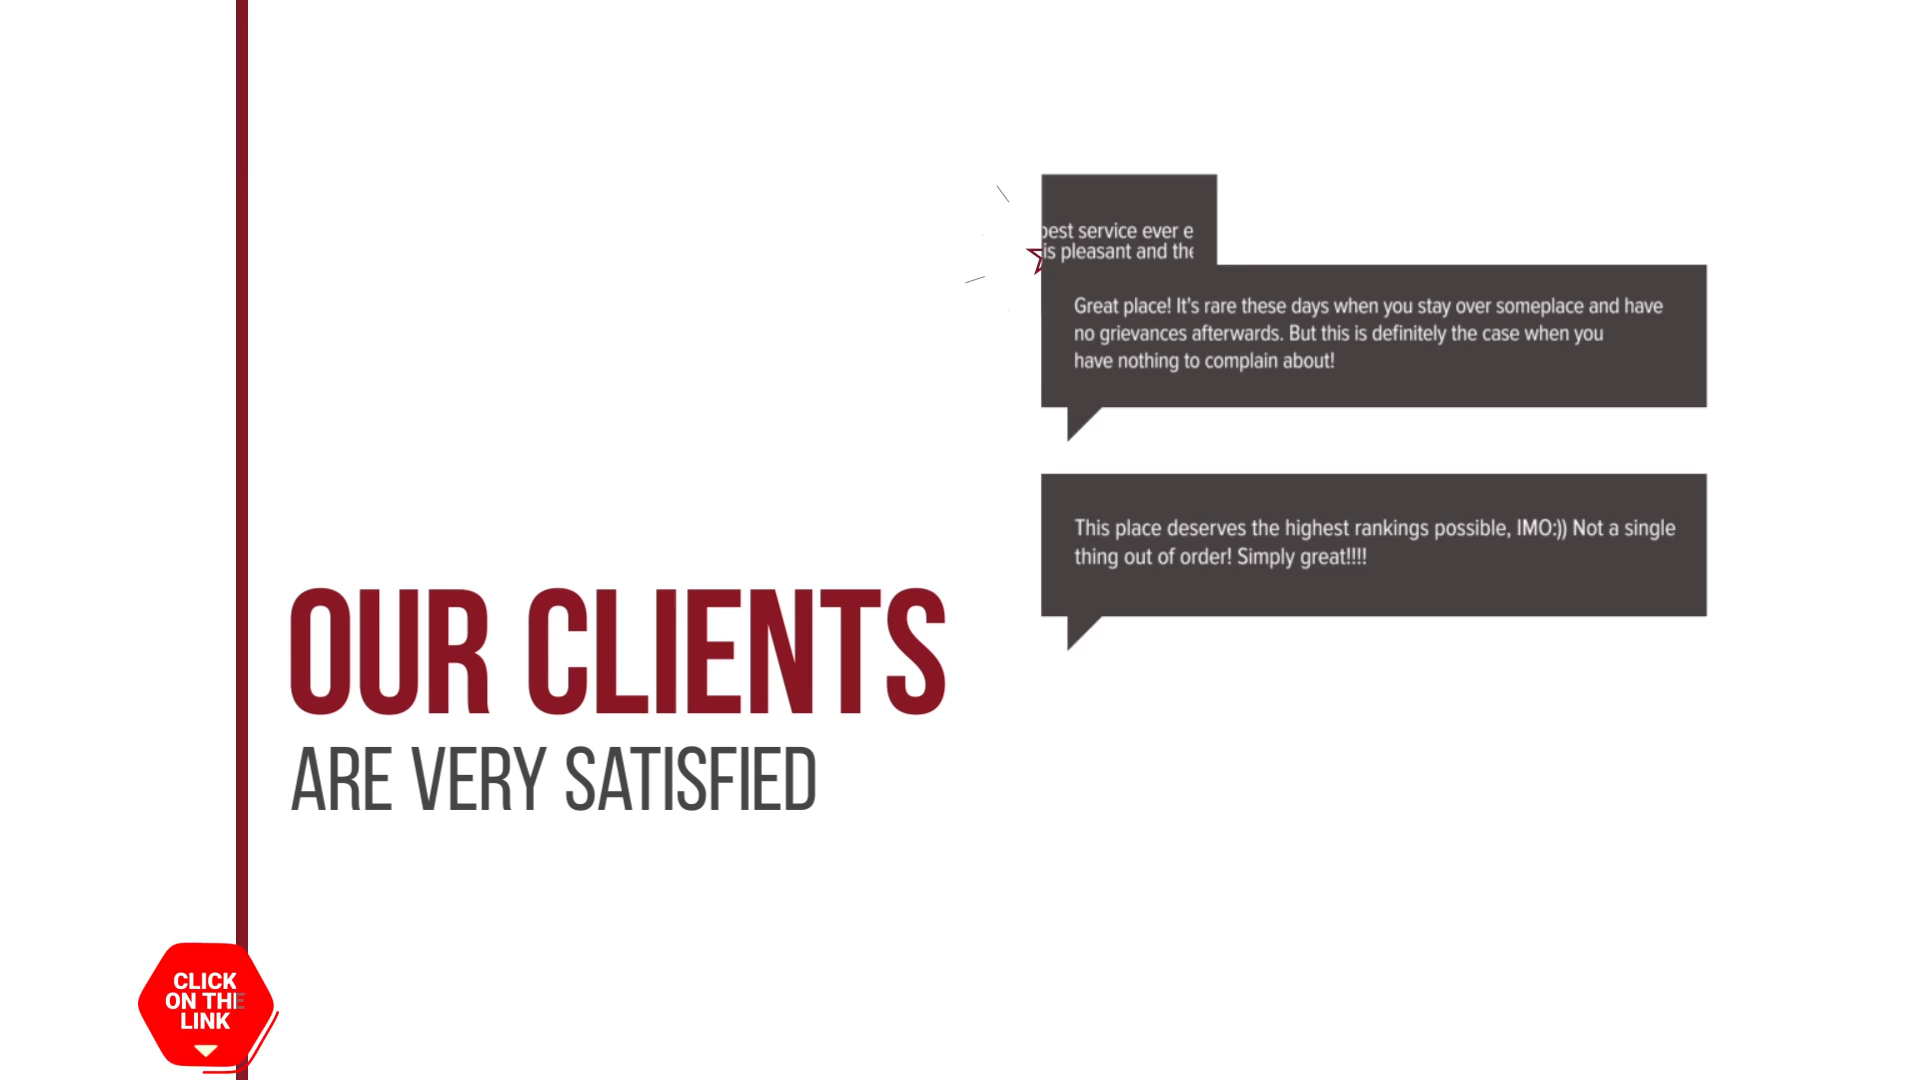 best service ever e
is pleasant and the
Great place! It's rare these days when you stay over someplace and have
no grievances afterwards. But this is definitely the case when you
have nothing to complain about!
This place deserves the highest rankings possible, IMO:)) Not a single
thing out of order! Simply great!!!!
OUR CLIENTS
ARE VERY SATISFIED
CLICK
ON THE
LINK